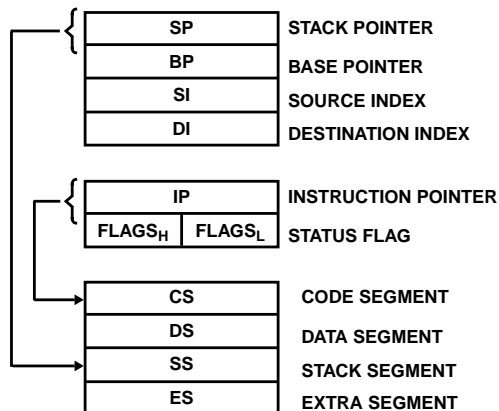 SP STACK POINTER
BP BASE POINTER
SI SOURCE INDEX
DI DESTINATION INDEX
IP INSTRUCTION POINTER
FLAGSH FLAGSL STATUS FLAG
CS CODE SEGMENT
DS DATA SEGMENT
SS STACK SEGMENT
ES EXTRA SEGMENT